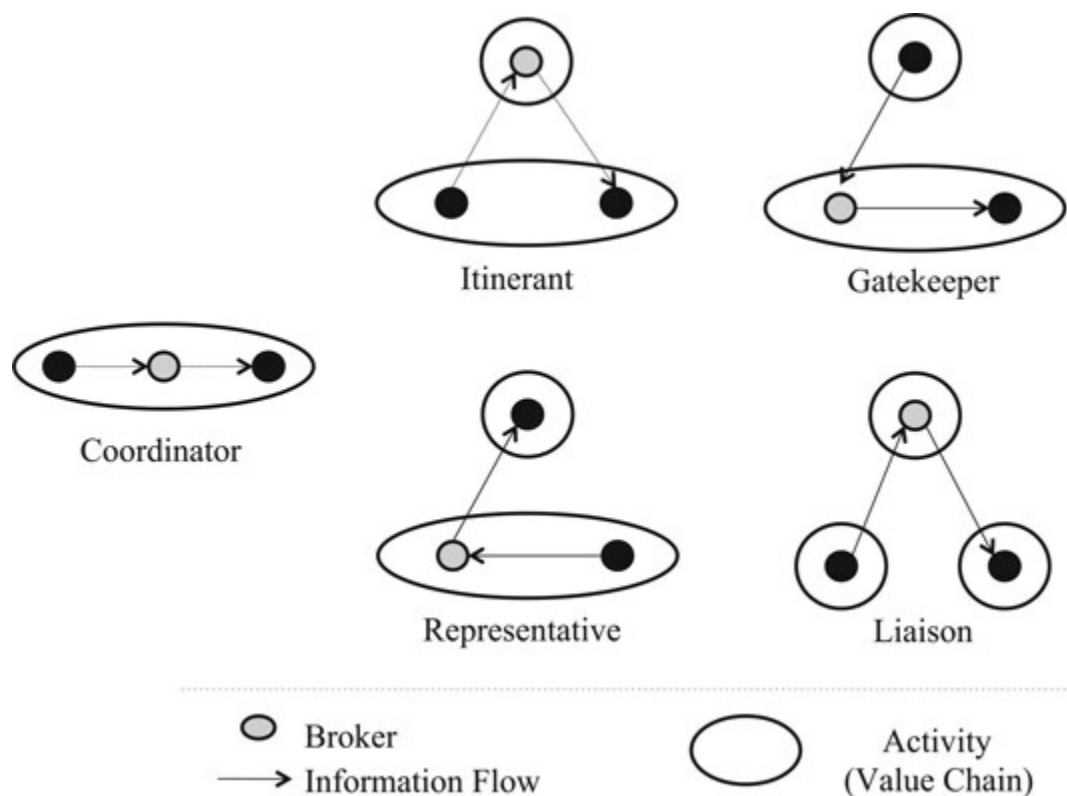 Itinerant
Gatekeeper
Coordinator
Representative
Liaison
Broker
Information Flow
Activity
(Value Chain)